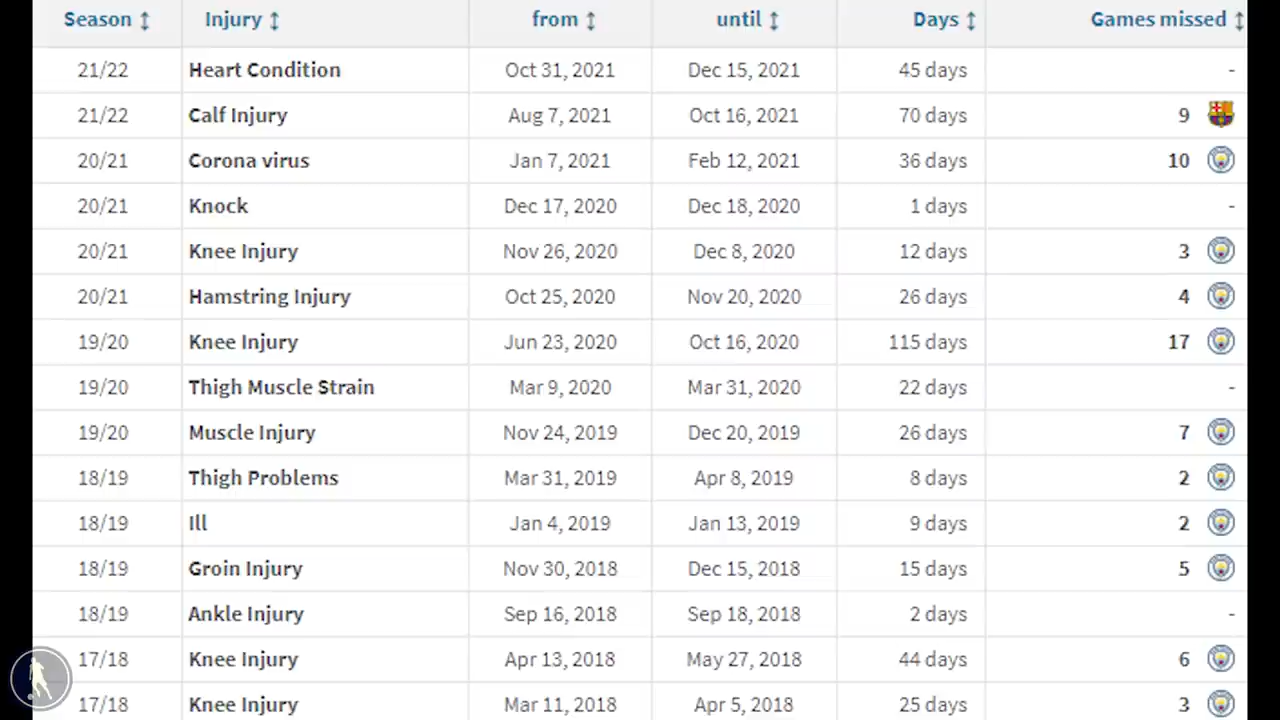 Season Injury from until Days Games missed
21/22 Heart Condition Oct 31, 2021 Dec 15, 2021 45 days -
21/22 Calf Injury Aug 7, 2021 Oct 16, 2021 70 days 9
20/21 Corona virus Jan 7, 2021 Feb 12, 2021 36 days 10
20/21 Knock Dec 17, 2020 Dec 18, 2020 1 days -
20/21 Knee Injury Nov 26, 2020 Dec 8, 2020 12 days 3
20/21 Hamstring Injury Oct 25, 2020 Nov 20, 2020 26 days 4
19/20 Knee Injury Jun 23, 2020 Oct 16, 2020 115 days 17
19/20 Thigh Muscle Strain Mar 9, 2020 Mar 31, 2020 22 days -
19/20 Muscle Injury Nov 24, 2019 Dec 20, 2019 26 days 7
18/19 Thigh Problems Mar 31, 2019 Apr 8, 2019 8 days 2
18/19 Ill Jan 4, 2019 Jan 13, 2019 9 days 2
18/19 Groin Injury Nov 30, 2018 Dec 15, 2018 15 days 5
18/19 Ankle Injury Sep 16, 2018 Sep 18, 2018 2 days -
17/18 Knee Injury Apr 13, 2018 May 27, 2018 44 days 6
17/18 Knee Injury Mar 11, 2018 Apr 5, 2018 25 days 3